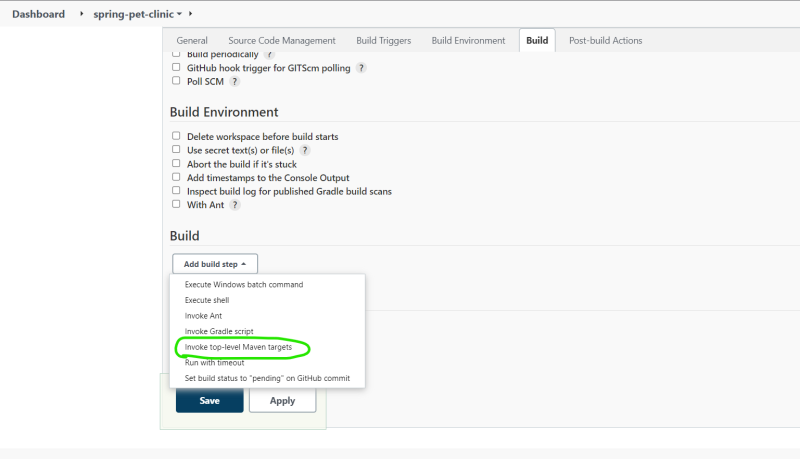 Dashboard spring-pet-clinic
General Source Code Management Build Triggers Build Environment Build Post-build Actions
Build periodically ?
GitHub hook trigger for GITScm polling ?
Poll SCM ?
Build Environment
Delete workspace before build starts
Use secret text(s) or file(s) ?
Abort the build if it's stuck
Add timestamps to the Console Output
Inspect build log for published Gradle build scans
With Ant ?
Build
Add build step
Execute Windows batch command
Execute shell
Invoke Ant
Invoke Gradle script
Invoke top-level Maven targets
Run with timeout
Set build status to "pending" on GitHub commit
Save Apply